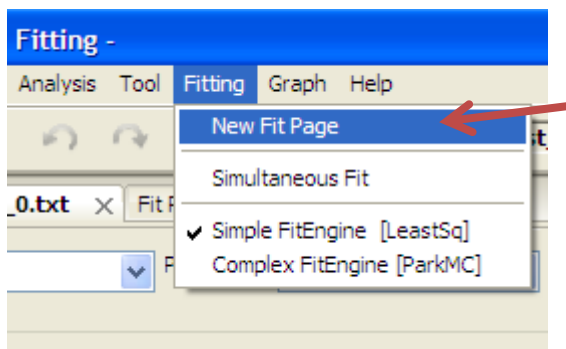 Fitting -
Analysis Tool Fitting Graph Help
New Fit Page
Simultaneous Fit
_0.txt Fit
Simple FitEngine [LeastSq]
Complex FitEngine [ParkMC]